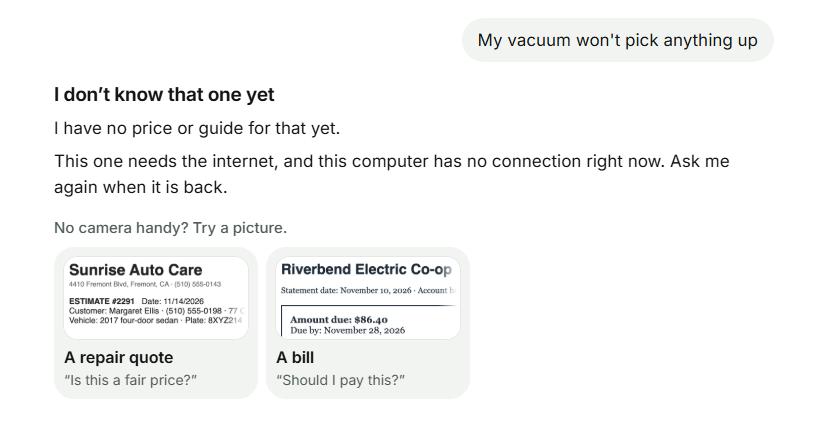 My vacuum won't pick anything up
I don’t know that one yet
I have no price or guide for that yet.
This one needs the internet, and this computer has no connection right now. Ask me
again when it is back.
No camera handy? Try a picture.
Sunrise Auto Care
4410 Fremont Blvd, Fremont, CA · (510) 555-0143
ESTIMATE #2291 Date: 11/14/2026
Customer: Margaret Ellis · (510) 555-0198 · 77
Vehicle: 2017 four-door sedan · Plate: 8XYZ214
A repair quote
“Is this a fair price?”
Riverbend Electric Co-op
Statement date: November 10, 2026 · Account
Amount due: $86.40
Due by: November 28, 2026
A bill
“Should I pay this?”